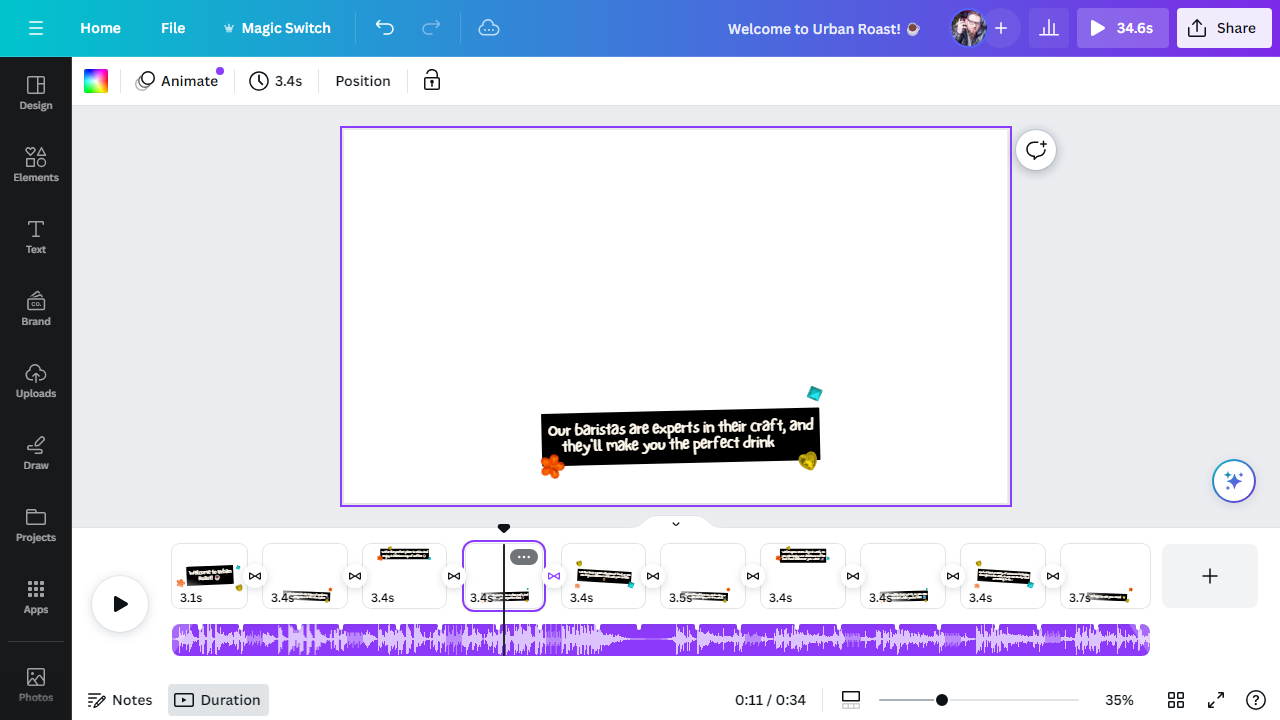 Home File Magic Switch Welcome to Urban Roast! 34.6s Share
Animate 3.4s Position
Design
Elements
Text
CO.
Brand
Uploads
Draw
Projects
Apps
Photos
Our baristas are experts in their craft, and
they'll make you the perfect drink
Welcome to Urban
Roast!
3.1s 3.4s 3.4s 3.4s 3.4s 3.5s 3.4s 3.4s 3.4s 3.7s
Notes Duration 0:11 / 0:34 35%